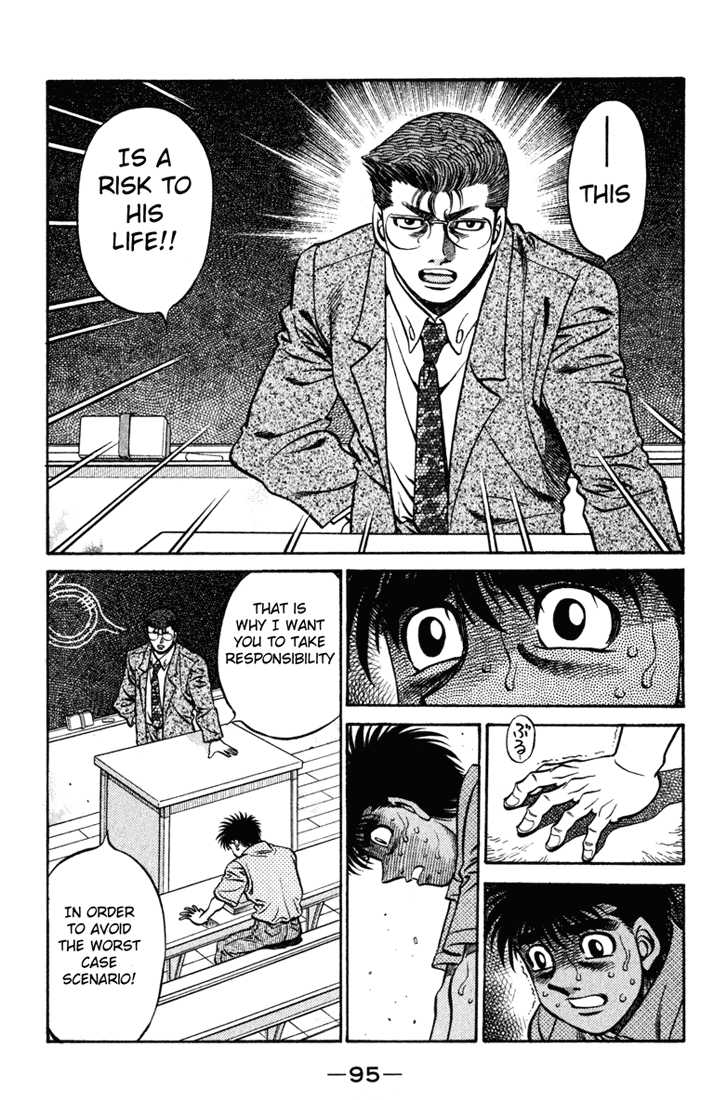 —
THIS
IS A
RISK TO
HIS
LIFE!!
THAT IS
WHY I WANT
YOU TO TAKE
RESPONSIBILITY
IN ORDER
TO AVOID
THE WORST
CASE
SCENARIO!
ぶる
—95—